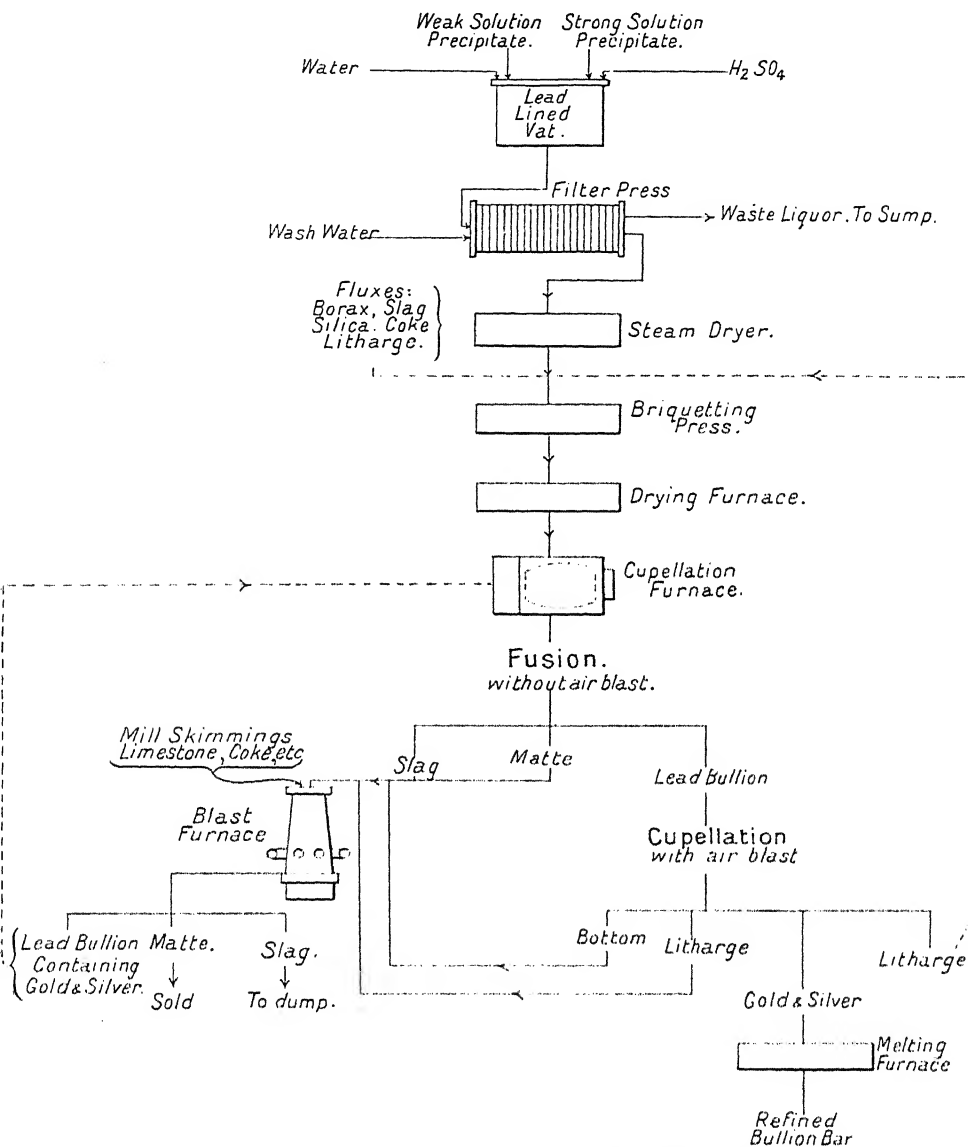 Weak Solution
Precipitate.
Strong Solution
Precipitate.
Water
H2 SO4
Lead
Lined
Vat.
Filter Press
Waste Liquor. To Sump.
Wash Water
Fluxes:
Borax, Slag
Silica. Coke
Litharge.
Steam Dryer.
Briquetting
Press.
Drying Furnace.
Cupellation
Furnace.
Fusion.
without air blast.
Mill Skimmings
Limestone, Coke, etc
Slag
Matte
Lead Bullion
Blast
Furnace
Cupellation
with air blast
Lead Bullion
Containing
Gold & Silver.
Matte.
Sold
Slag.
To dump.
Bottom
Litharge
Litharge
Gold & Silver
Melting
Furnace
Refined
Bullion Bar